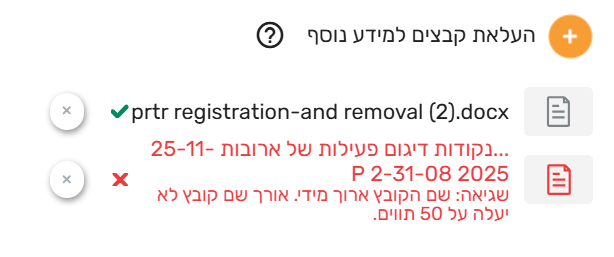 העלאת קבצים למידע נוסף
prtr registration-and removal (2).docx
...נקודות דיגום פעילות של ארובות -25-11
P 2-31-08 2025
שגיאה: שם הקובץ ארוך מידי. אורך שם קובץ לא
יעלה על 50 תווים.